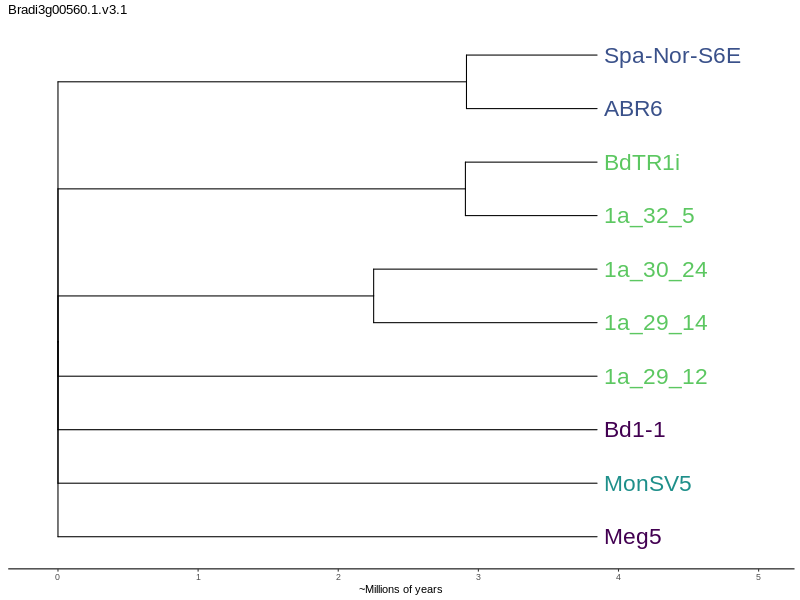 Bradi3g00560.1.v3.1
Spa-Nor-S6E
ABR6
BdTR1i
1a_32_5
1a_30_24
1a_29_14
1a_29_12
Bd1-1
MonSV5
Meg5
0 1 2 3 4 5
~Millions of years